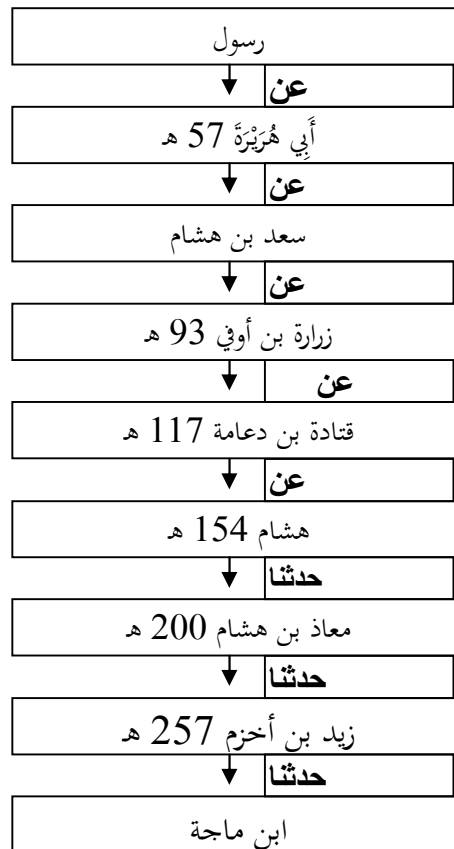 رسول
عن
أَبِي هُرَيْرَةَ 57 هـ
عن
سعد بن هشام
عن
زرارة بن أوفي 93 هـ
عن
قتادة بن دعامة 117 هـ
عن
هشام 154 هـ
حدثنا
معاذ بن هشام 200 هـ
حدثنا
زيد بن أخزم 257 هـ
حدثنا
ابن ماجة